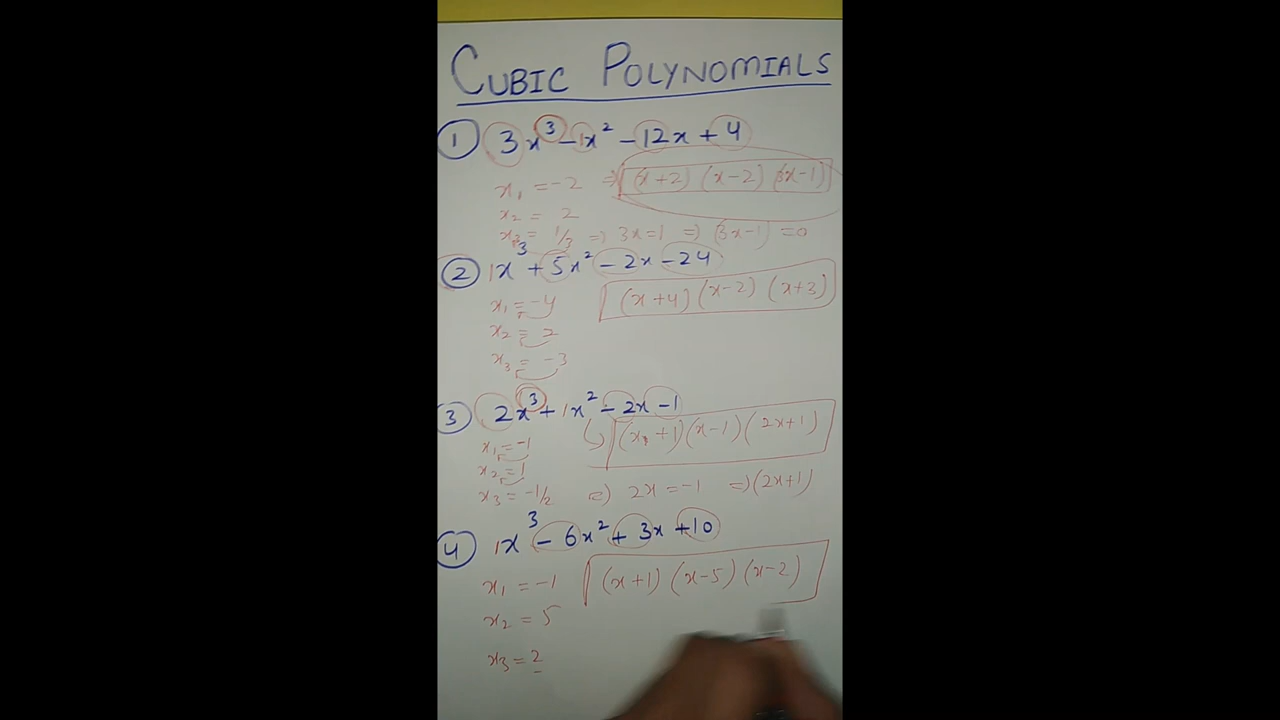 CUBIC POLYNOMIALS
① 3x³ - 1x² - 12x + 4
x₁ = -2 ⇒ (x+2) (x-2) (3x-1)
x₂ = 2
x₃ = 1/3 ⇒ 3x=1 ⇒ (3x-1) =0
② 1x³ + 5x² - 2x - 24
x₁ = -4 (x+4) (x-2) (x+3)
x₂ = 2
x₃ = -3
③ 2x³ + 1x² - 2x - 1
x₁ = -1 (x+1) (x-1) (2x+1)
x₂ = 1
x₃ = -1/2 ⇒ 2x = -1 ⇒ (2x+1)
④ 1x³ - 6x² + 3x + 10
x₁ = -1 (x+1) (x-5) (x-2)
x₂ = 5
x₃ = 2